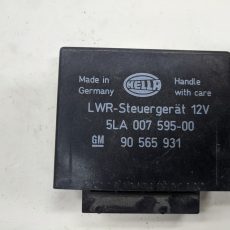 Made in
Germany
HELLA
Handle
with care
LWR-Steuergerät 12V
5LA 007 595-00
GM 90 565 931